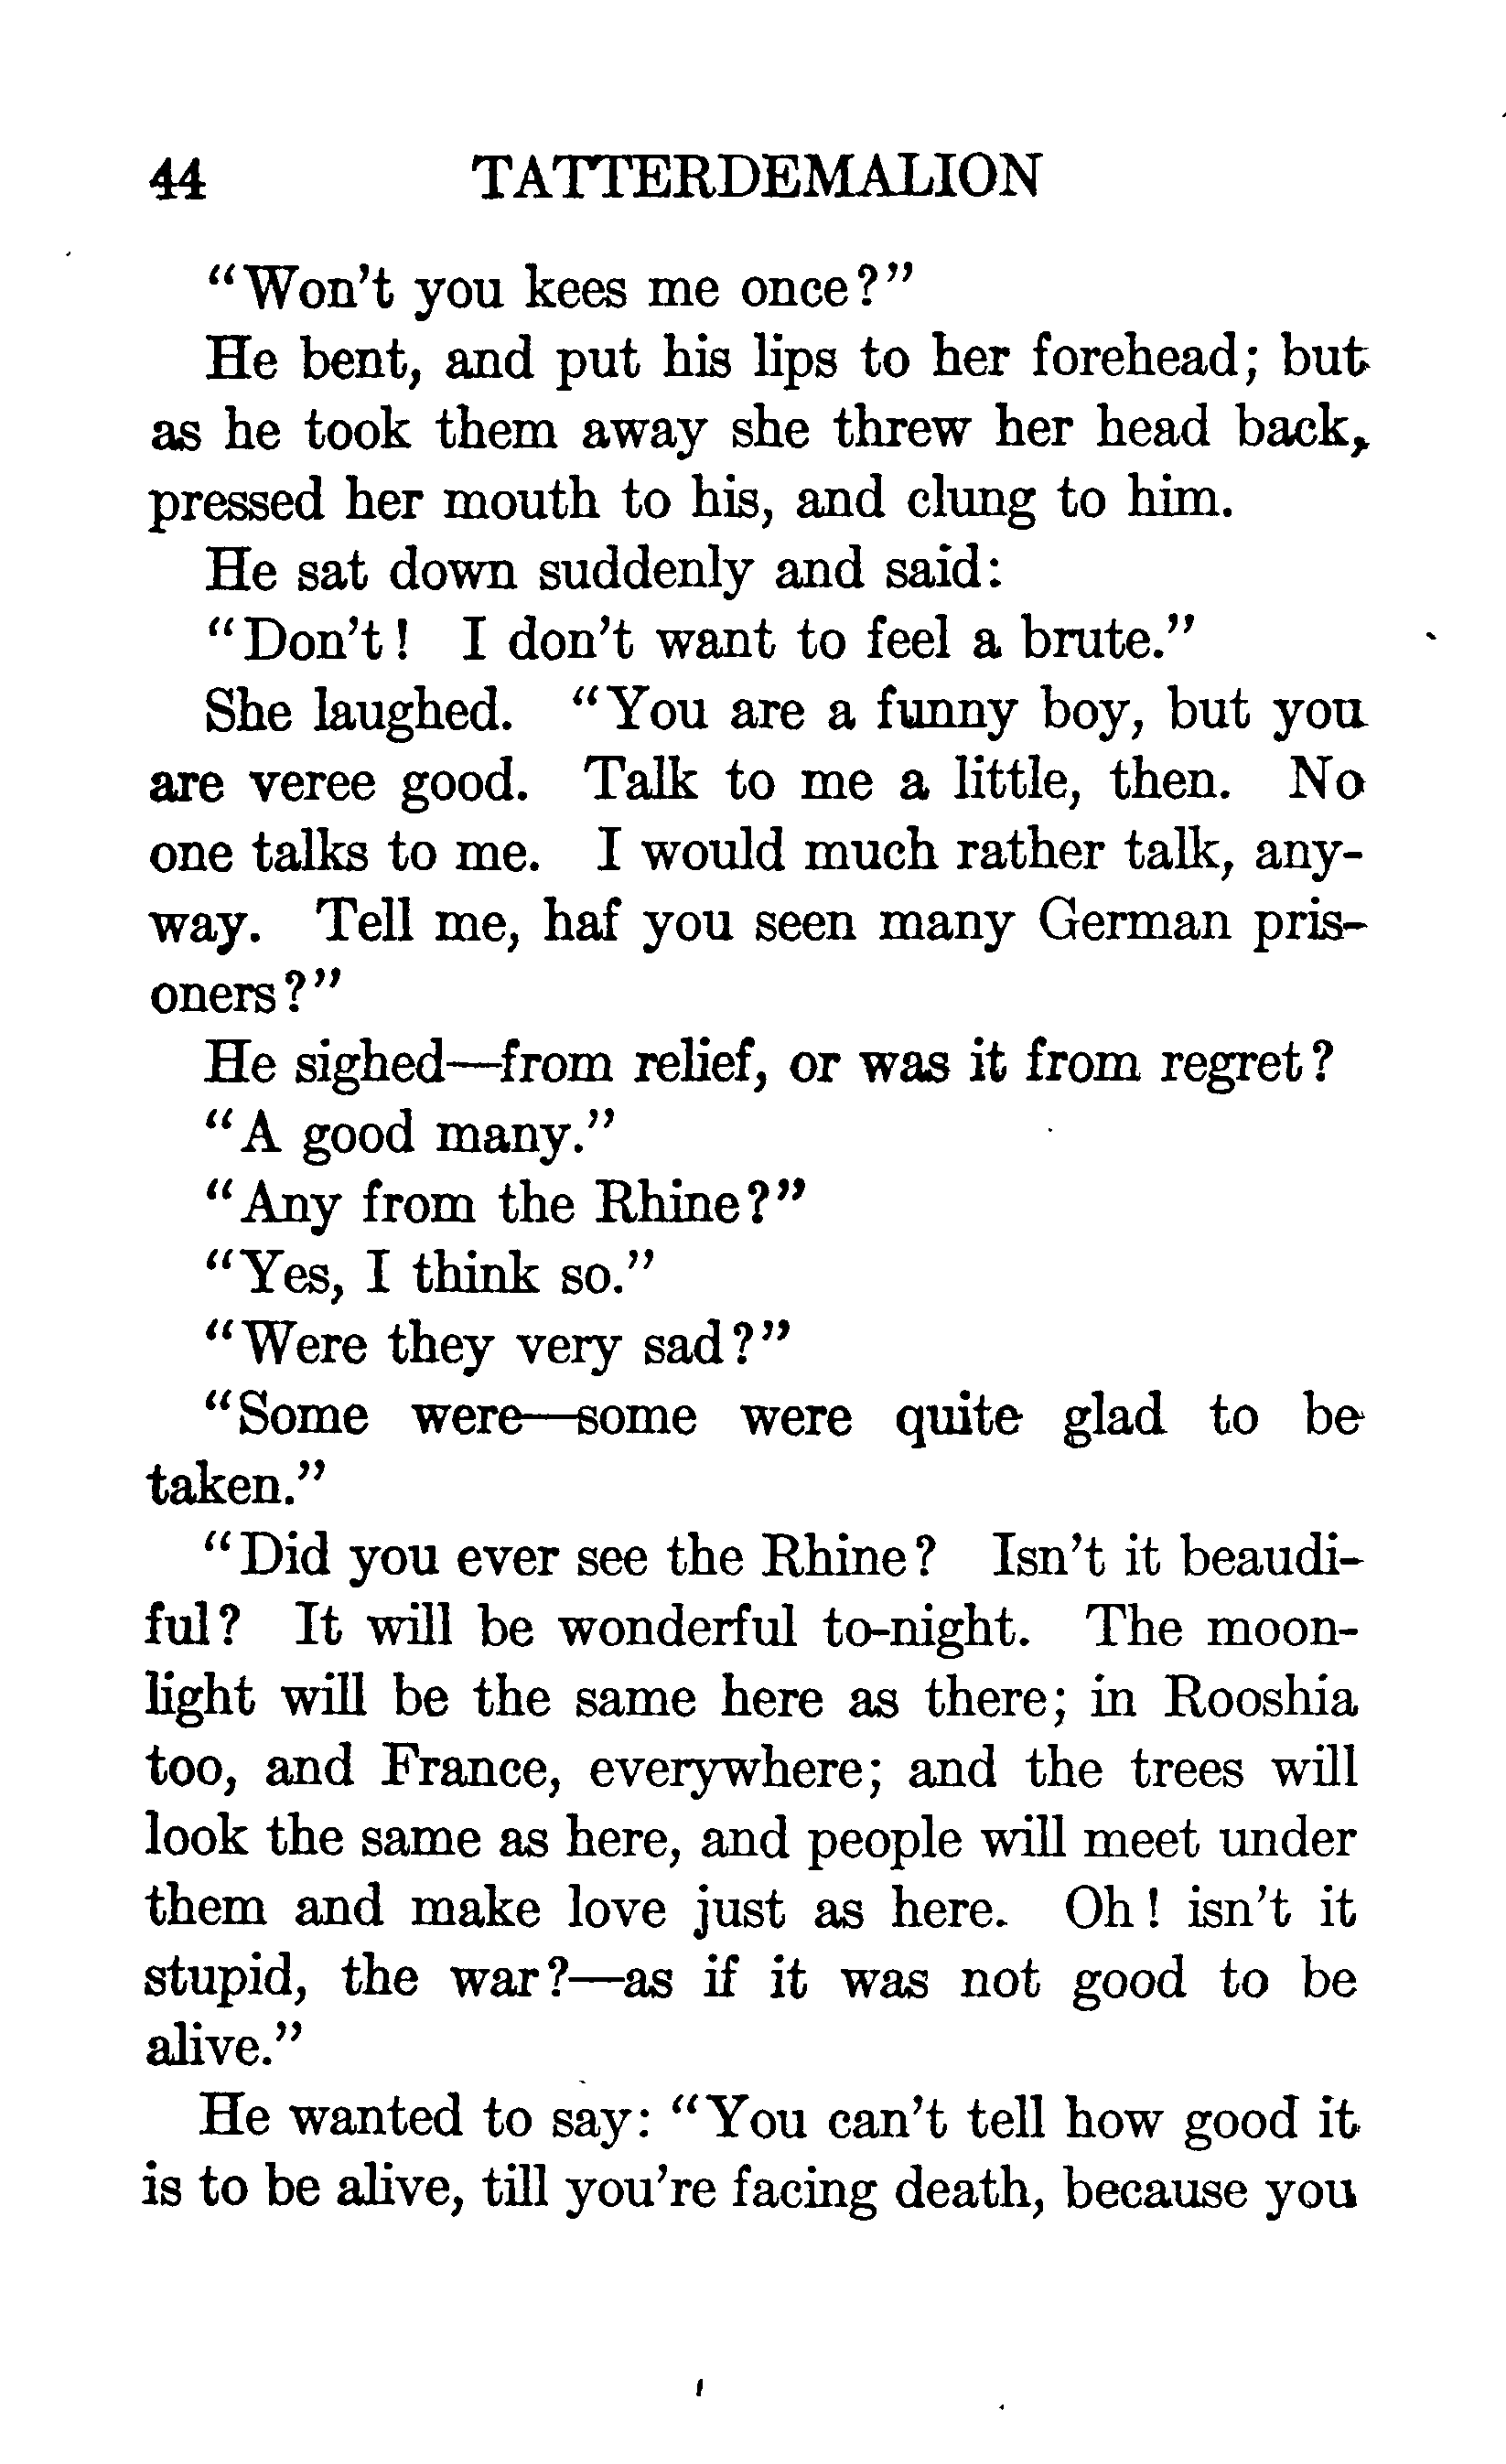 44 TATTERDEMALION
"Won't you kees me once?"
He bent, and put his lips to her forehead; but
as he took them away she threw her head back,
pressed her mouth to his, and clung to him.
He sat down suddenly and said:
"Don't! I don't want to feel a brute."
She laughed. "You are a funny boy, but you
are veree good. Talk to me a little, then. No
one talks to me. I would much rather talk, any-
way. Tell me, haf you seen many German pris-
oners?"
He sighed—from relief, or was it from regret?
"A good many."
"Any from the Rhine?"
"Yes, I think so."
"Were they very sad?"
"Some were—some were quite glad to be
taken."
"Did you ever see the Rhine? Isn't it beaudi-
ful? It will be wonderful to-night. The moon-
light will be the same here as there; in Rooshia
too, and France, everywhere; and the trees will
look the same as here, and people will meet under
them and make love just as here. Oh! isn't it
stupid, the war?—as if it was not good to be
alive."
He wanted to say: "You can't tell how good it
is to be alive, till you're facing death, because you